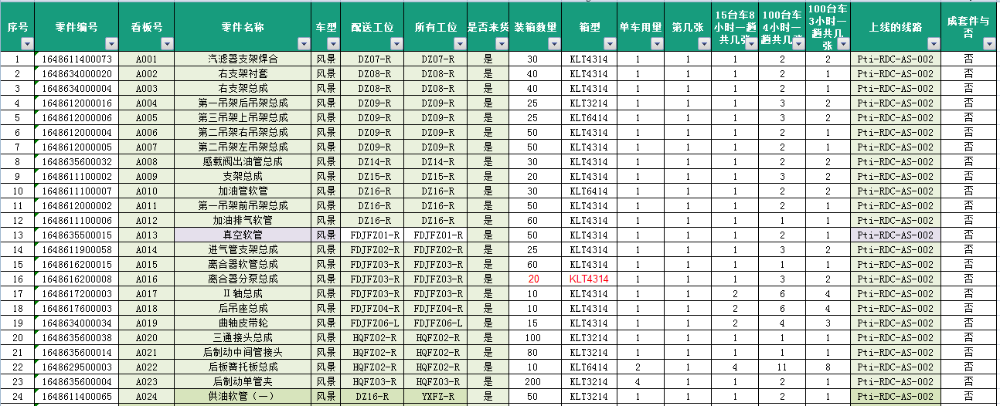 序号 零件编号 看板号 零件名称 车型 配送工位 所有工位 是否来货 装箱数量 箱型 单车用量 第几张 15台车8小时一趟共几张 100台车4小时一趟共几张 100台车3小时一趟共几张 上线的线路 成套件与否
1 1648611400073 A001 汽滤器支架焊合 风景 DZ07-R DZ07-R 是 30 KLT4314 1 1 1 2 2 Pti-RDC-AS-002 否
2 1648634000020 A002 右支架衬套 风景 DZ08-R DZ08-R 是 40 KLT4314 1 1 1 2 1 Pti-RDC-AS-002 否
3 1648634000004 A003 右支架总成 风景 DZ08-R DZ08-R 是 40 KLT4314 1 1 1 2 1 Pti-RDC-AS-002 否
4 1648612000016 A004 第一吊架后吊架总成 风景 DZ09-R DZ09-R 是 25 KLT3214 1 1 1 3 2 Pti-RDC-AS-002 否
5 1648612000006 A005 第三吊架上吊架总成 风景 DZ09-R DZ09-R 是 25 KLT6414 1 1 1 3 2 Pti-RDC-AS-002 否
6 1648612000004 A006 第二吊架右吊架总成 风景 DZ09-R DZ09-R 是 50 KLT4314 1 1 1 2 1 Pti-RDC-AS-002 否
7 1648612000005 A007 第二吊架左吊架总成 风景 DZ09-R DZ09-R 是 50 KLT4314 1 1 1 2 1 Pti-RDC-AS-002 否
8 1648635600032 A008 感载阀出油管总成 风景 DZ14-R DZ14-R 是 30 KLT4314 1 1 1 2 2 Pti-RDC-AS-002 否
9 1648611100002 A009 支架总成 风景 DZ15-R DZ15-R 是 20 KLT4314 1 1 1 3 2 Pti-RDC-AS-002 否
10 1648611100007 A010 加油管软管 风景 DZ16-R DZ16-R 是 30 KLT6414 1 1 1 2 2 Pti-RDC-AS-002 否
11 1648612000002 A011 第一吊架前吊架总成 风景 DZ16-R DZ16-R 是 50 KLT4314 1 1 1 2 1 Pti-RDC-AS-002 否
12 1648611100006 A012 加油排气软管 风景 DZ16-R DZ16-R 是 60 KLT4314 1 1 1 1 1 Pti-RDC-AS-002 否
13 1648635500015 A013 真空软管 风景 FDJFZ01-R FDJFZ01-R 是 50 KLT4314 1 1 1 2 1 Pti-RDC-AS-002 否
14 1648611900058 A014 进气管支架总成 风景 FDJFZ02-R FDJFZ02-R 是 25 KLT4314 1 1 1 3 2 Pti-RDC-AS-002 否
15 1648616200015 A015 离合器软管总成 风景 FDJFZ03-R FDJFZ03-R 是 60 KLT4314 1 1 1 1 1 Pti-RDC-AS-002 否
16 1648616200008 A016 离合器分泵总成 风景 FDJFZ03-R FDJFZ03-R 是 20 KLT4314 1 1 1 3 2 Pti-RDC-AS-002 否
17 1648617200003 A017 Ⅱ轴总成 风景 FDJFZ03-R FDJFZ03-R 是 10 KLT4314 1 1 2 6 4 Pti-RDC-AS-002 否
18 1648617600003 A018 后吊座总成 风景 FDJFZ04-R FDJFZ04-R 是 10 KLT4314 1 1 2 6 4 Pti-RDC-AS-002 否
19 1648634000034 A019 曲轴皮带轮 风景 FDJFZ06-L FDJFZ06-L 是 15 KLT4314 1 1 2 4 3 Pti-RDC-AS-002 否
20 1648635600038 A020 三通接头总成 风景 HQFZ02-R HQFZ02-R 是 100 KLT3214 1 1 1 1 1 Pti-RDC-AS-002 否
21 1648635600014 A021 后制动中间管接头 风景 HQFZ02-R HQFZ02-R 是 80 KLT3214 1 1 1 1 1 Pti-RDC-AS-002 否
22 1648629500003 A022 后板簧托板总成 风景 HQFZ02-R HQFZ02-R 是 10 KLT6414 2 1 4 11 8 Pti-RDC-AS-002 否
23 1648635600004 A023 后制动单管夹 风景 HQFZ03-R HQFZ03-R 是 200 KLT3214 4 1 1 2 1 Pti-RDC-AS-002 否
24 1648611400065 A024 供油软管（一） 风景 DZ16-R YXFZ-R 是 50 KLT3214 1 1 1 2 1 Pti-RDC-AS-002 否